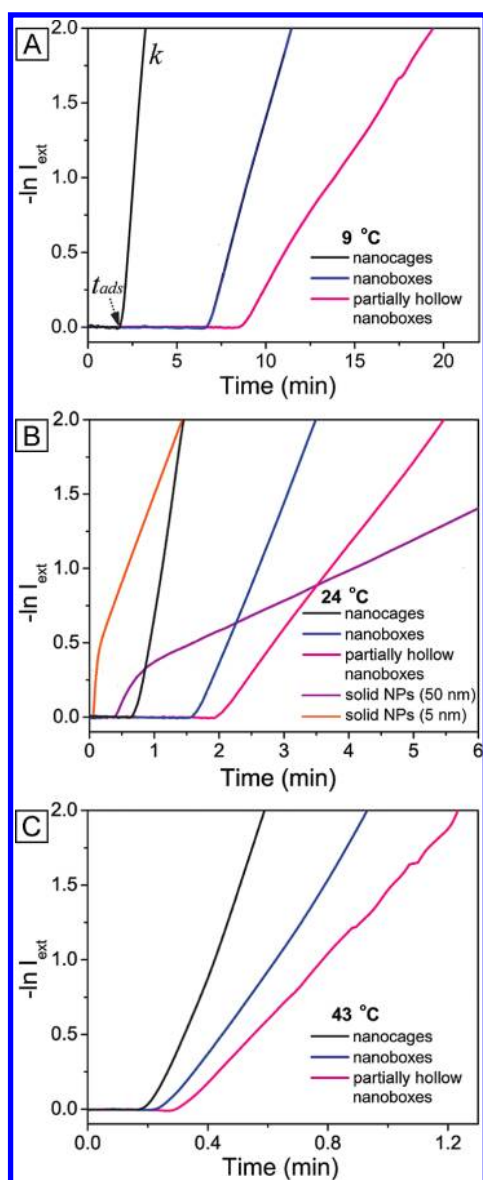 A
2.0
1.5
1.0
0.5
0.0
-ln I_ext
k
t_ads
9 °C
nanocages
nanoboxes
partially hollow
nanoboxes
0 5 10 15 20
Time (min)
B
2.0
1.5
1.0
0.5
0.0
-ln I_ext
24 °C
nanocages
nanoboxes
partially hollow
nanoboxes
solid NPs (50 nm)
solid NPs (5 nm)
0 1 2 3 4 5 6
Time (min)
C
2.0
1.5
1.0
0.5
0.0
-ln I_ext
43 °C
nanocages
nanoboxes
partially hollow
nanoboxes
0.0 0.4 0.8 1.2
Time (min)